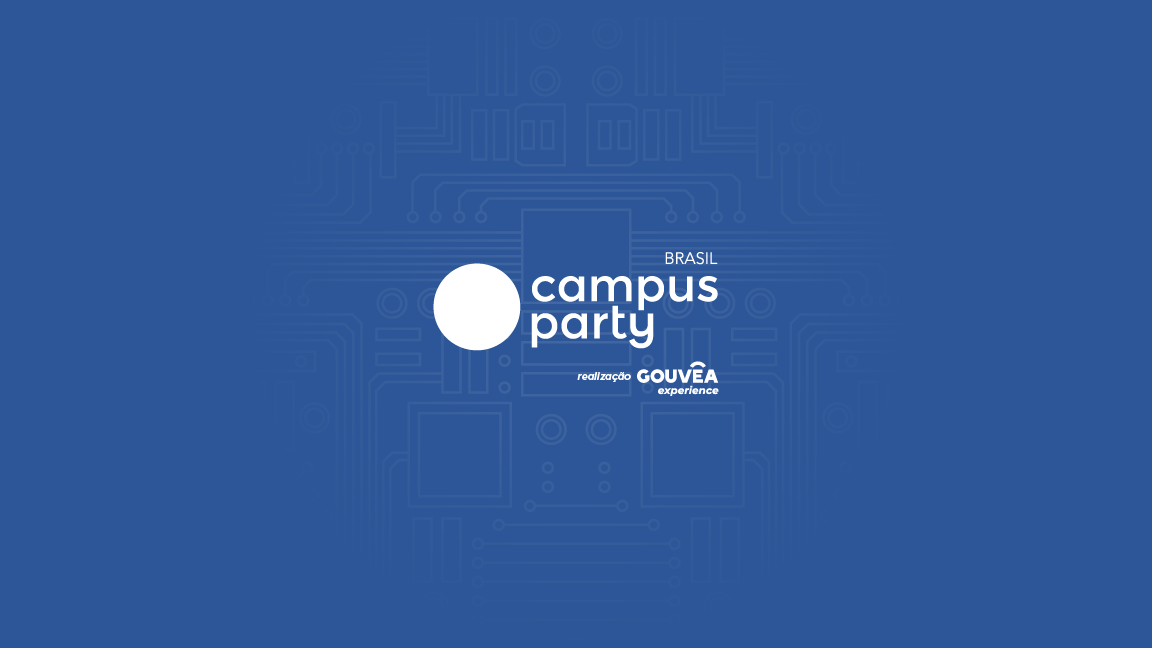 BRASIL
campus
party
realização GOUVÊA
experience